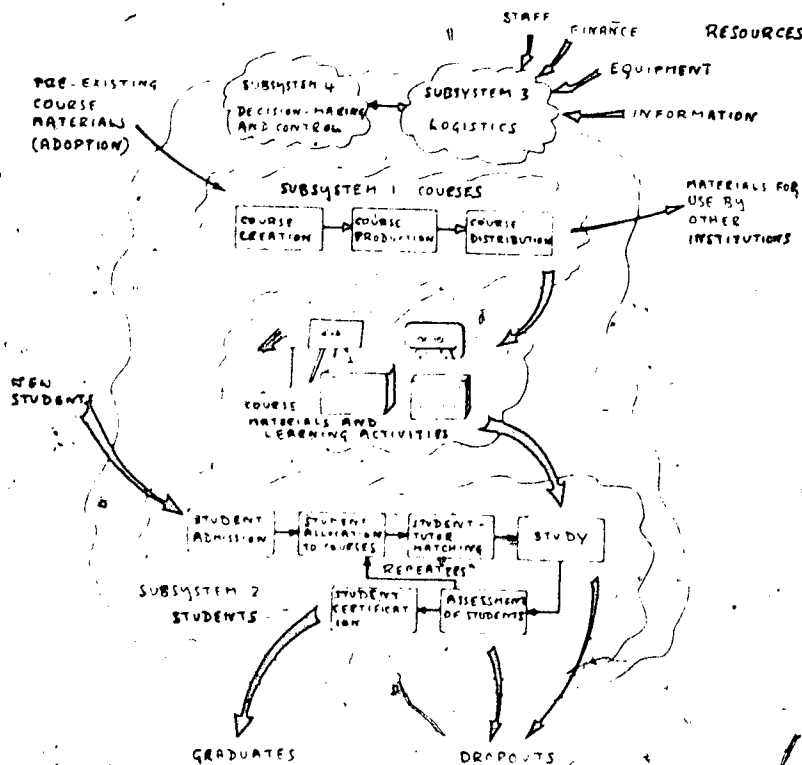 STAFF
FINANCE
RESOURCES
EQUIPMENT
INFORMATION
SUBSYSTEM 4
DECISION-MAKING
AND CONTROL
SUBSYSTEM 3
LOGISTICS
PRE-EXISTING
COURSE
MATERIALS
(ADOPTION)
SUBSYSTEM 1 COURSES
COURSE
CREATION
COURSE
PRODUCTION
COURSE
DISTRIBUTION
MATERIALS FOR
USE BY
OTHER
INSTITUTIONS
COURSE
MATERIALS AND
LEARNING ACTIVITIES
NEW
STUDENTS
STUDENT
ADMISSION
STUDENT
ALLOCATION
TO COURSES
STUDENT-
TUTOR
MATCHING
STUDY
REPEATERS
SUBSYSTEM 2
STUDENTS
STUDENT
CERTIFICAT
ION
ASSESSMENT
OF STUDENTS
GRADUATES
DROPOUTS